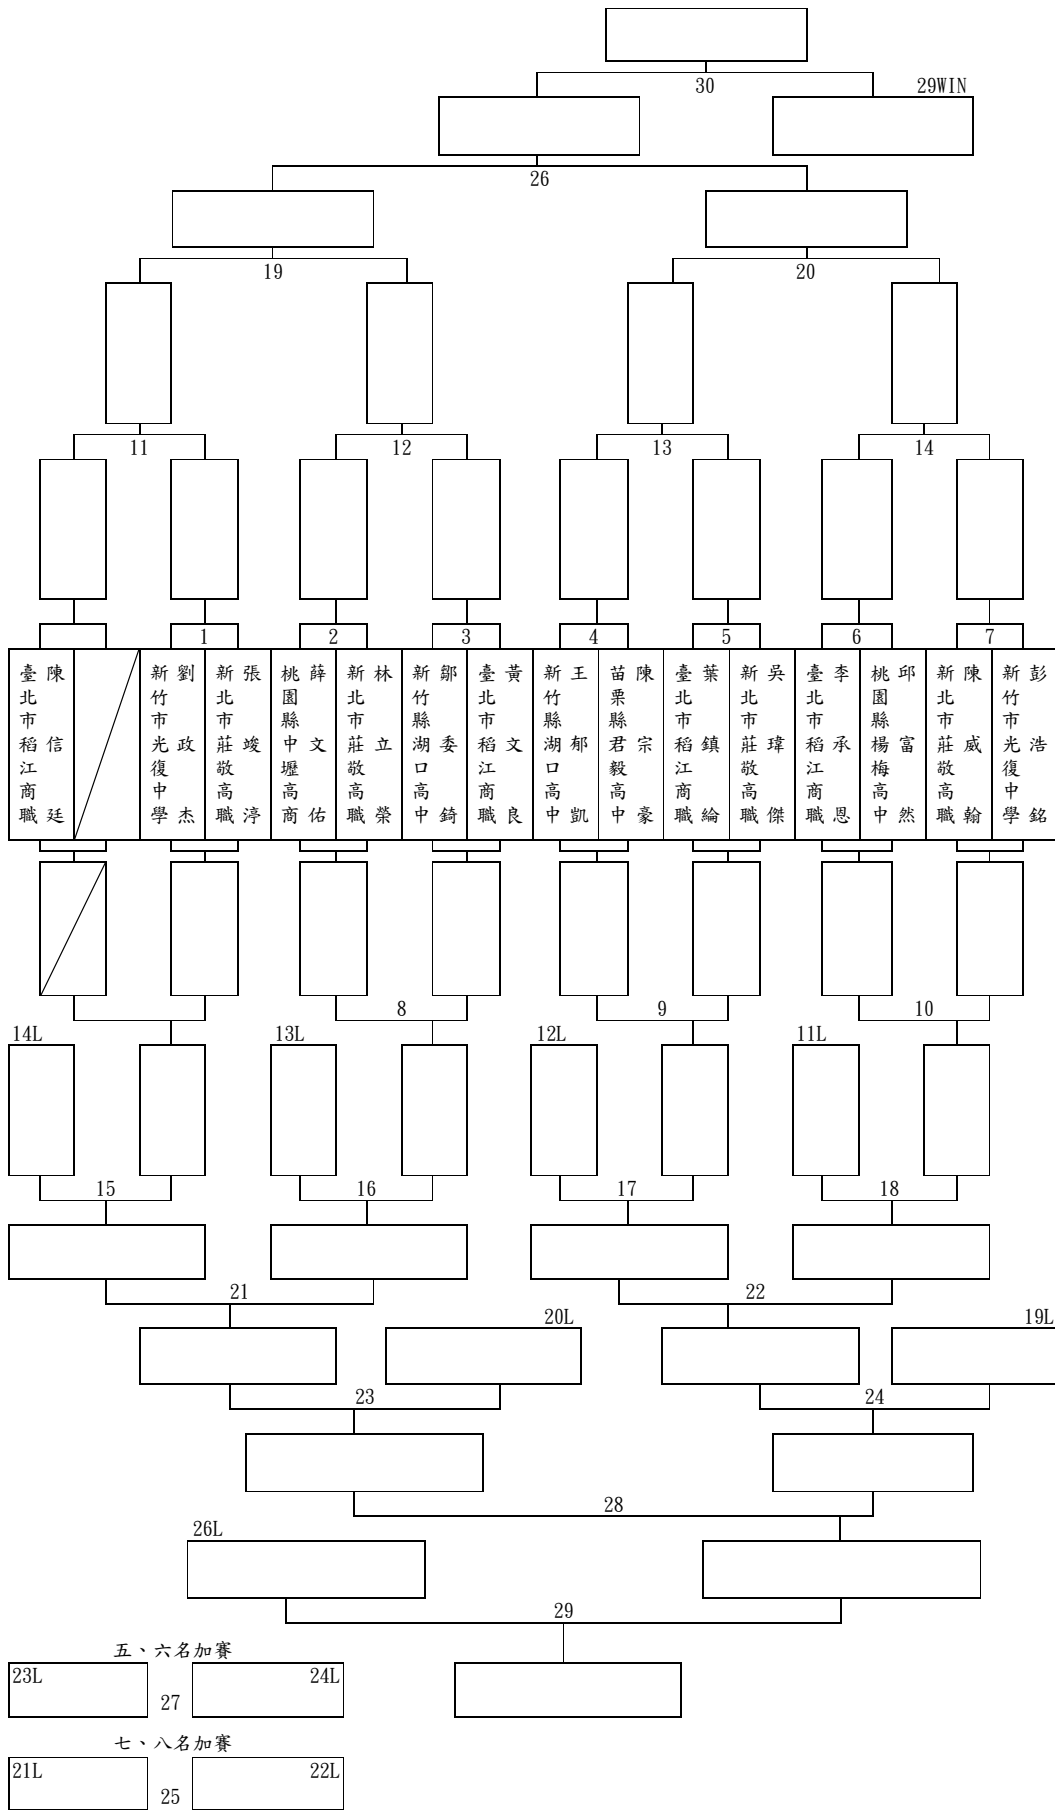 30
29WIN
26
19
20
11
12
13
14
1
2
3
4
5
6
7
臺北市稻江商職 陳信廷
新竹市光復中學 劉政杰
新北市莊敬高職 張竣渟
桃園縣中壢高商 薛文佑
新北市莊敬高職 林立榮
新竹縣湖口高中 鄒委錡
臺北市稻江商職 黃文良
新竹縣湖口高中 王郁凱
苗栗縣君毅高中 陳宗豪
臺北市稻江商職 葉鎮綸
新北市莊敬高職 吳瑋傑
臺北市稻江商職 李承恩
桃園縣楊梅高中 邱富然
新北市莊敬高職 陳威翰
新竹市光復中學 彭浩銘
8
9
10
14L
13L
12L
11L
15
16
17
18
21
22
20L
19L
23
24
28
26L
29
五、六名加賽
23L
27
24L
七、八名加賽
21L
25
22L